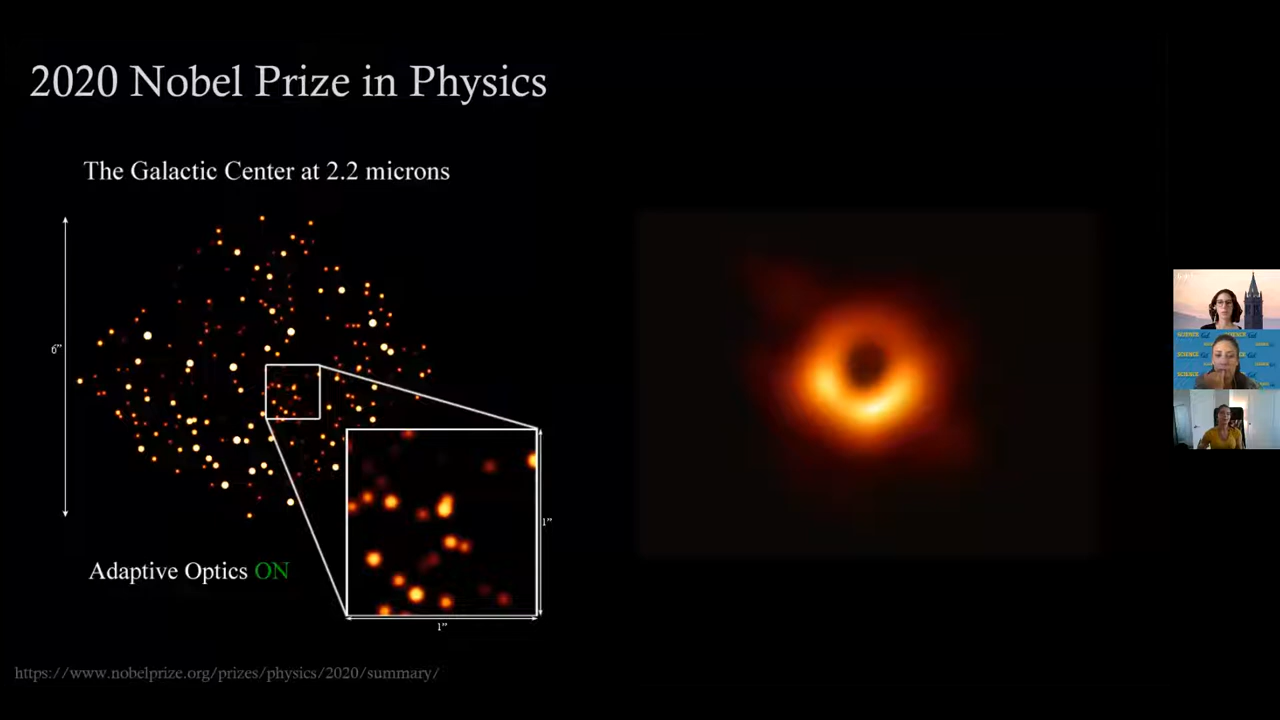 2020 Nobel Prize in Physics
The Galactic Center at 2.2 microns
6”
1”
1”
Adaptive Optics ON
https://www.nobelprize.org/prizes/physics/2020/summary/